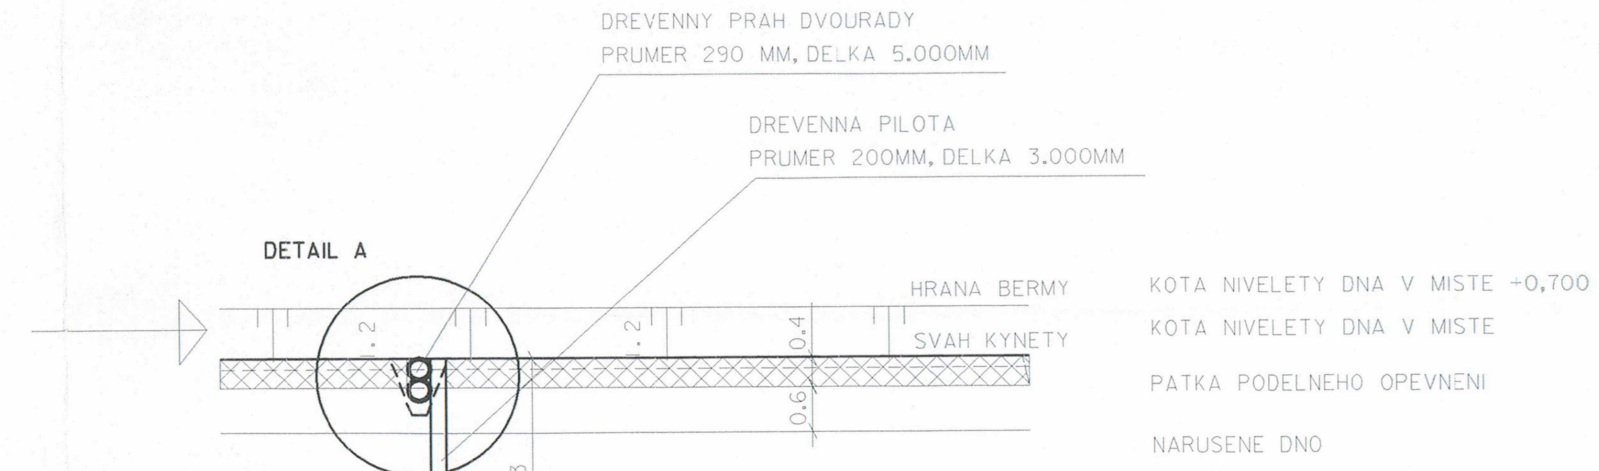 DREVENNY PRAH DVOURADY
PRUMER 290 MM, DELKA 5.000MM
DREVENNA PILOTA
PRUMER 200MM, DELKA 3.000MM
DETAIL A
HRANA BERMY
KOTA NIVELETY DNA V MISTE +0,700
1.2
1.2
0.4
SVAH KYNETY
KOTA NIVELETY DNA V MISTE
PATKA PODELNEHO OPEVNENI
0.6
NARUSENE DNO
3